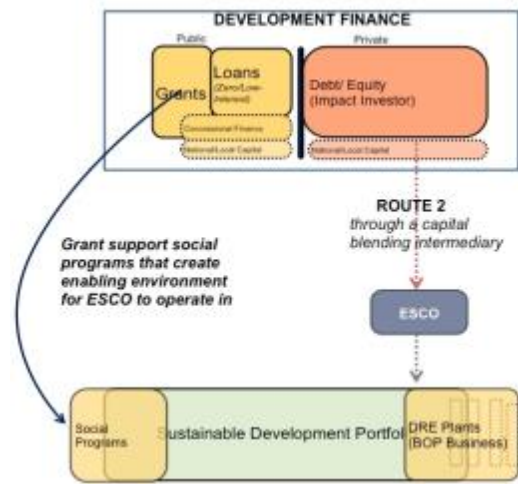 DEVELOPMENT FINANCE
Public
Private
Grants
Loans
(Zero/Low-
Interest)
Debt/ Equity
(Impact Investor)
Concessional Finance
National/Local Capital
National/Local Capital
ROUTE 2
through a capital
blending intermediary
Grant support social
programs that create
enabling environment
for ESCO to operate in
ESCO
Social
Programs
Sustainable Development Portfol
DRE Plants
(BOP Business)